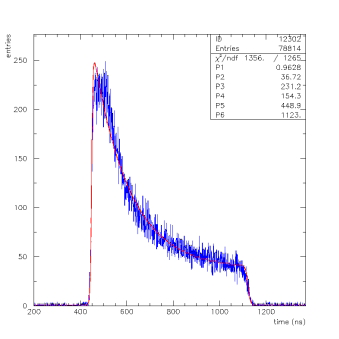 entries
ID 12302
Entries 78814
χ²/ndf 1356. / 1265
P1 0.9628
P2 36.72
P3 231.2
P4 154.3
P5 448.9
P6 1123.
250
200
150
100
50
0
200 400 600 800 1000 1200
time (ns)